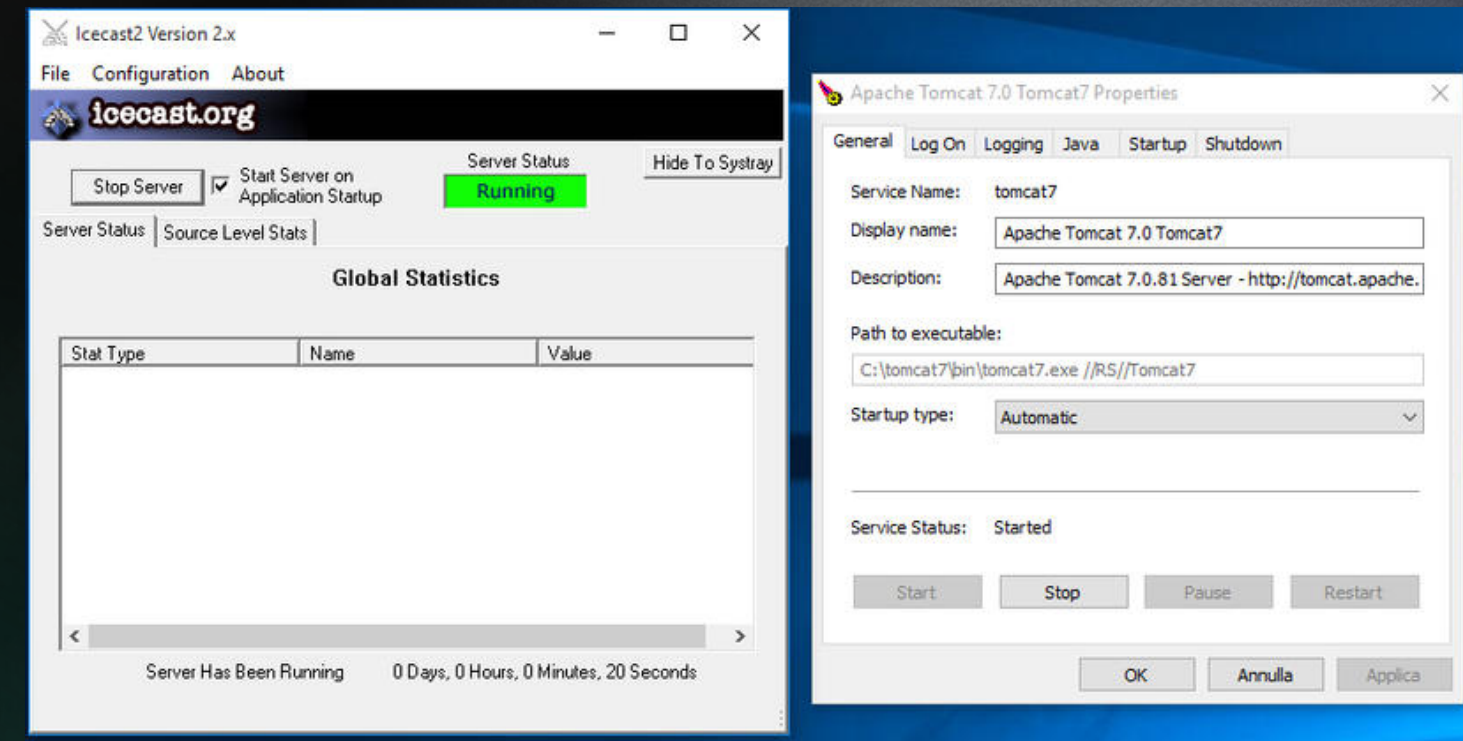 Icecast2 Version 2.x
File Configuration About
icecast.org
Stop Server
Start Server on
Application Startup
Server Status
Running
Hide To Systray
Server Status Source Level Stats
Global Statistics
Stat Type Name Value
Server Has Been Running 0 Days, 0 Hours, 0 Minutes, 20 Seconds
Apache Tomcat 7.0 Tomcat7 Properties
General Log On Logging Java Startup Shutdown
Service Name: tomcat7
Display name: Apache Tomcat 7.0 Tomcat7
Description: Apache Tomcat 7.0.81 Server - http://tomcat.apache.
Path to executable:
C:\tomcat7\bin\tomcat7.exe //RS//Tomcat7
Startup type: Automatic
Service Status: Started
Start Stop Pause Restart
OK Annulla Applica